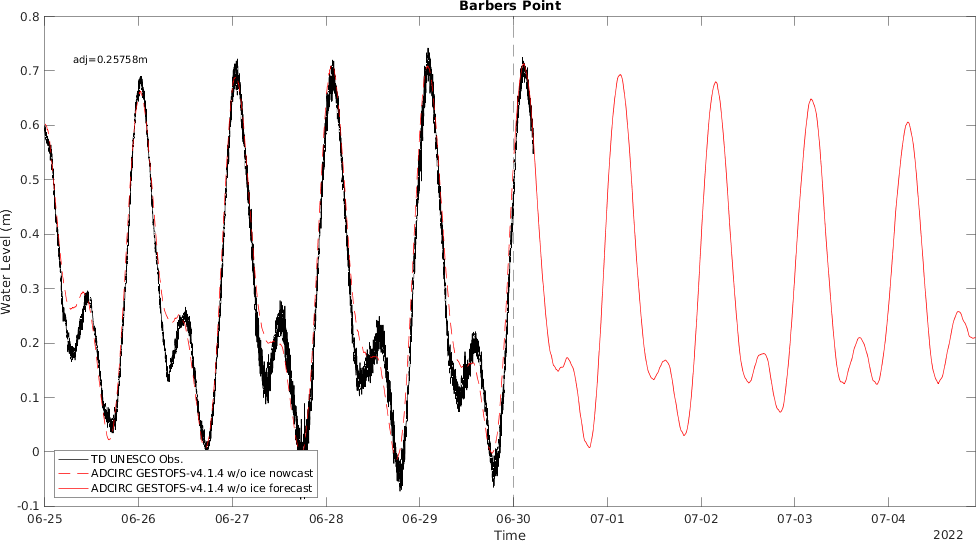 Barbers Point
0.8
adj=0.25758m
0.7
0.6
0.5
0.4
Water Level (m)
0.3
0.2
0.1
0
-0.1
TD UNESCO Obs.
ADCIRC GESTOFS-v4.1.4 w/o ice nowcast
ADCIRC GESTOFS-v4.1.4 w/o ice forecast
06-25 06-26 06-27 06-28 06-29 06-30 07-01 07-02 07-03 07-04
Time
2022